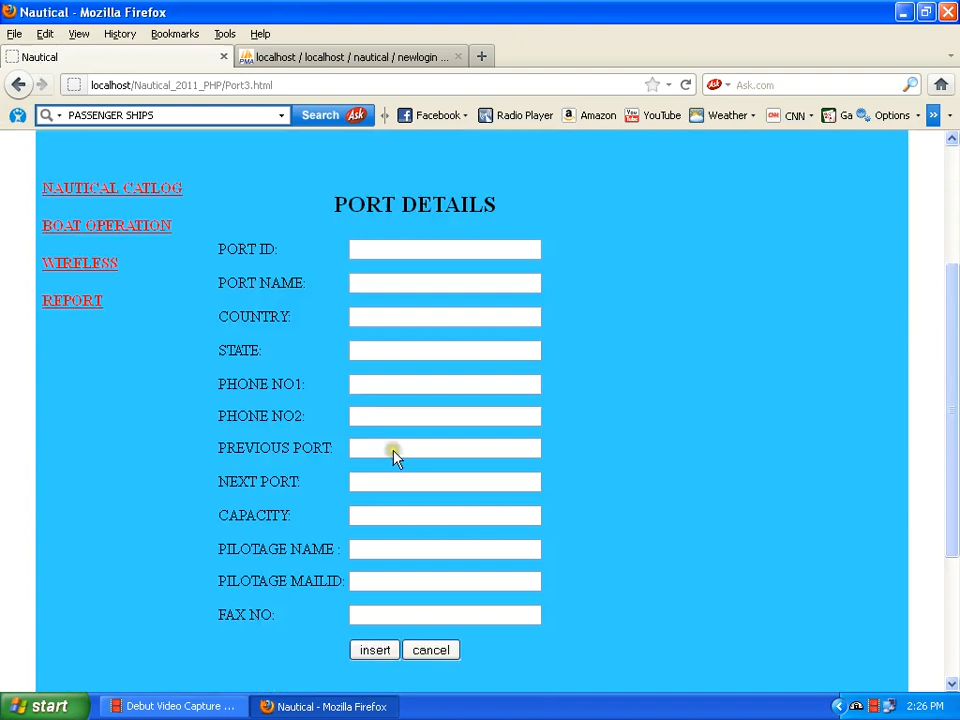 Nautical - Mozilla Firefox
File Edit View History Bookmarks Tools Help
Nautical
localhost / localhost / nautical / newlogin ...
localhost/Nautical_2011_PHP/Port3.html
Ask.com
PASSENGER SHIPS
Search Ask
Facebook
Radio Player
Amazon
YouTube
Weather
CNN
Ga
Options
NAUTICAL CATLOG
BOAT OPERATION
WIRELESS
REPORT
PORT DETAILS
PORT ID:
PORT NAME:
COUNTRY:
STATE:
PHONE NO1:
PHONE NO2:
PREVIOUS PORT:
NEXT PORT:
CAPACITY:
PILOTAGE NAME :
PILOTAGE MAILID:
FAX NO:
insert cancel
start
Debut Video Capture ...
Nautical - Mozilla Firefox
2:26 PM